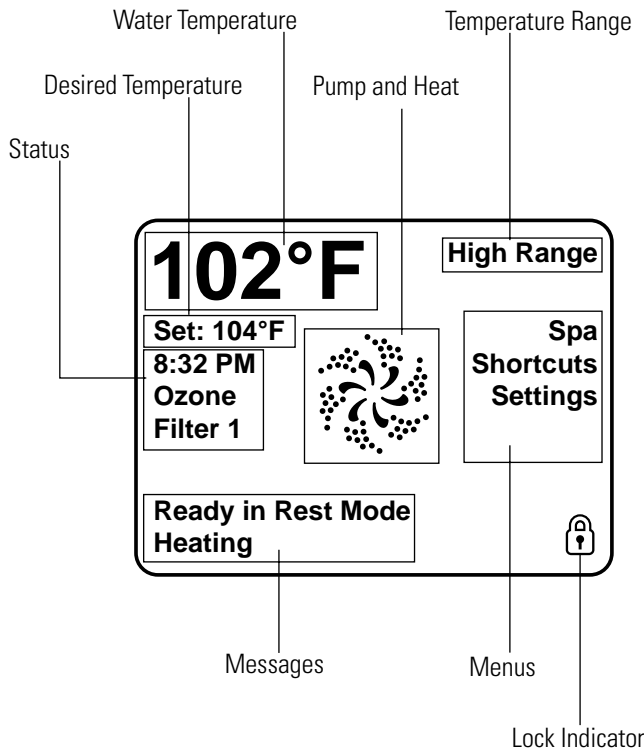 Water Temperature
Temperature Range
Desired Temperature
Pump and Heat
Status
102°F
High Range
Set: 104°F
8:32 PM
Ozone
Filter 1
Spa
Shortcuts
Settings
Ready in Rest Mode
Heating
Messages
Menus
Lock Indicator